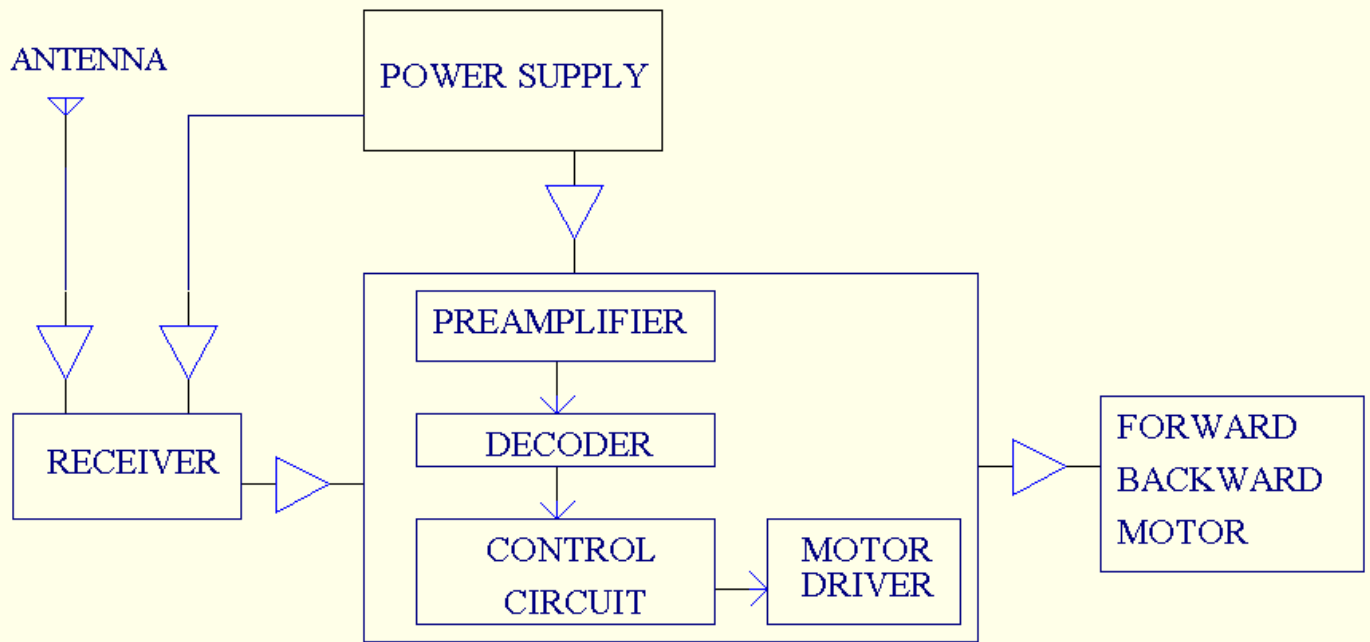 ANTENNA
POWER SUPPLY
PREAMPLIFIER
DECODER
RECEIVER
CONTROL
CIRCUIT
MOTOR
DRIVER
FORWARD
BACKWARD
MOTOR